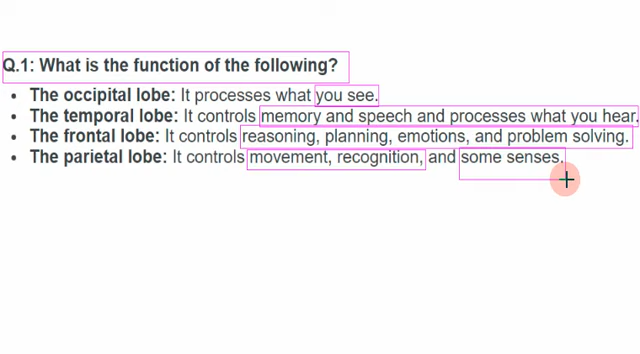 Q.1: What is the function of the following?
• The occipital lobe: It processes what you see.
• The temporal lobe: It controls memory and speech and processes what you hear.
• The frontal lobe: It controls reasoning, planning, emotions, and problem solving.
• The parietal lobe: It controls movement, recognition, and some senses.